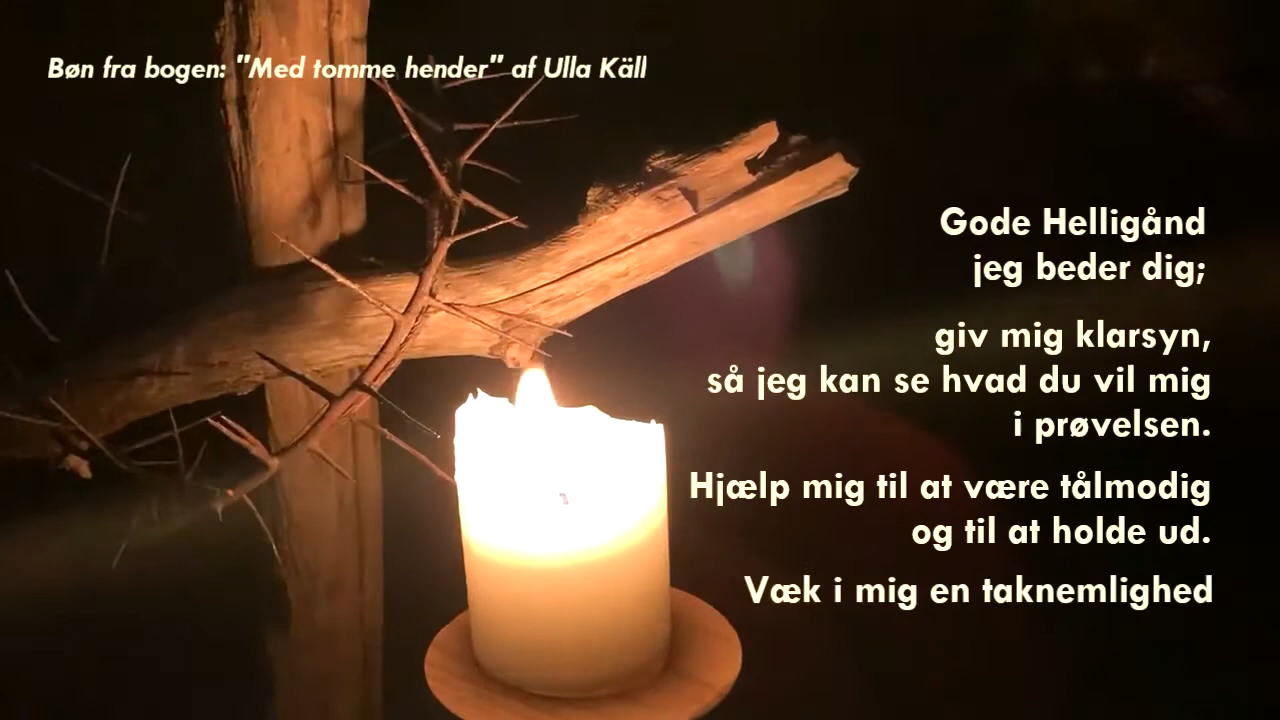 Bøn fra bogen: "Med tomme hender" af Ulla Käll
Gode Helligånd
jeg beder dig;
giv mig klarsyn,
så jeg kan se hvad du vil mig
i prøvelsen.
Hjælp mig til at være tålmodig
og til at holde ud.
Væk i mig en taknemlighed